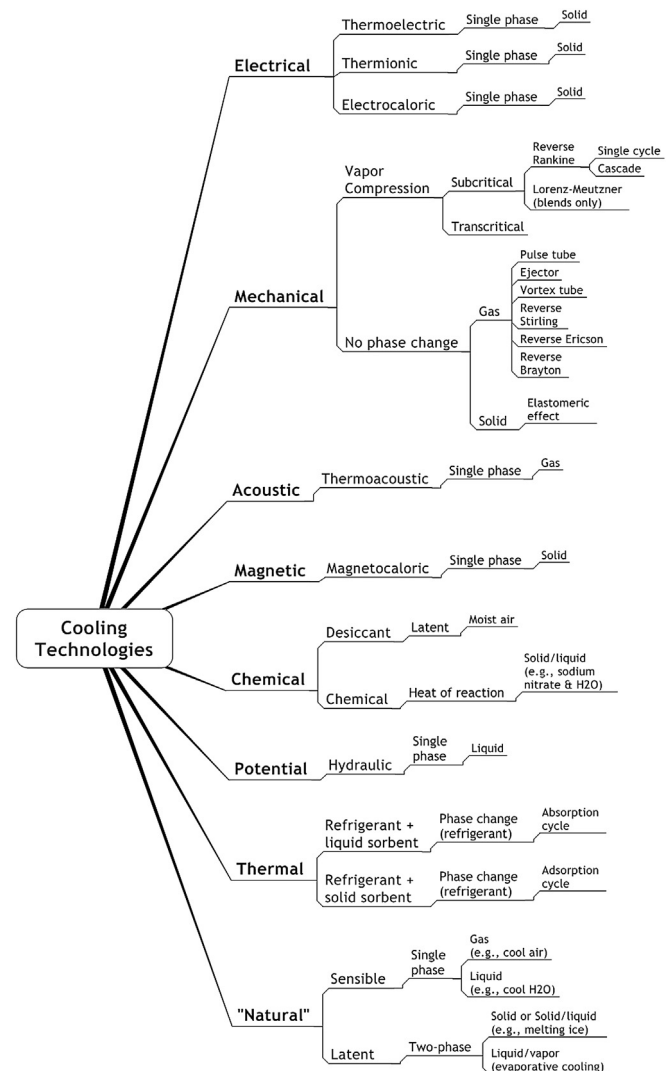 Cooling
Technologies
Electrical
Thermoelectric
Single phase
Solid
Thermionic
Single phase
Solid
Electrocaloric
Single phase
Solid
Mechanical
Vapor
Compression
Subcritical
Reverse
Rankine
Single cycle
Cascade
Lorenz-Meutzner
(blends only)
Transcritical
No phase change
Gas
Pulse tube
Ejector
Vortex tube
Reverse
Stirling
Reverse Ericson
Reverse
Brayton
Solid
Elastomeric
effect
Acoustic
Thermoacoustic
Single phase
Gas
Magnetic
Magnetocaloric
Single phase
Solid
Chemical
Desiccant
Latent
Moist air
Chemical
Heat of reaction
Solid/liquid
(e.g., sodium
nitrate & H2O)
Potential
Hydraulic
Single
phase
Liquid
Thermal
Refrigerant +
liquid sorbent
Phase change
(refrigerant)
Absorption
cycle
Refrigerant +
solid sorbent
Phase change
(refrigerant)
Adsorption
cycle
"Natural"
Sensible
Single
phase
Gas
(e.g., cool air)
Liquid
(e.g., cool H2O)
Latent
Two-phase
Solid or Solid/liquid
(e.g., melting ice)
Liquid/vapor
(evaporative cooling)